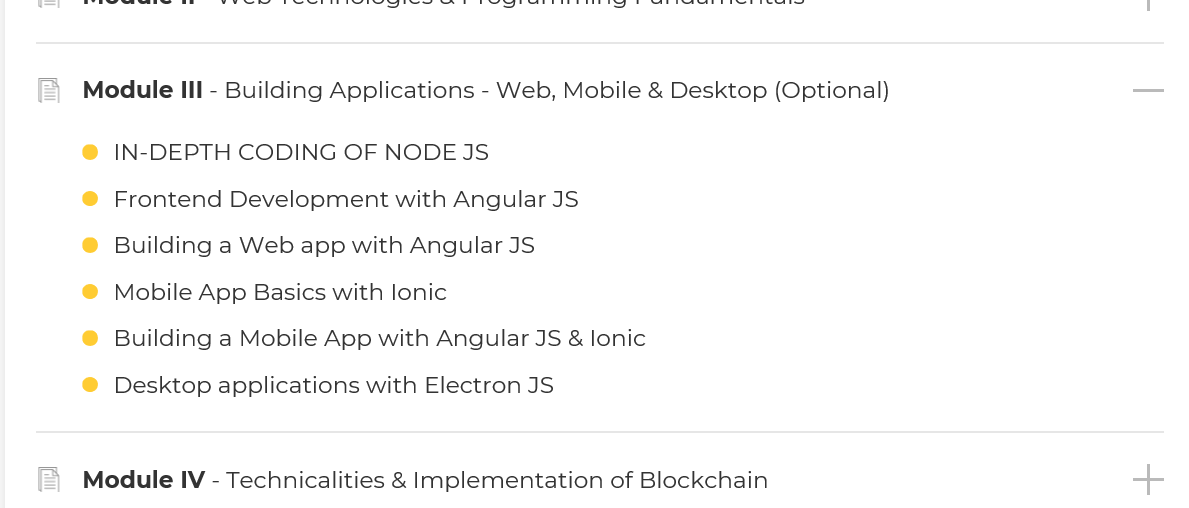 Module II - Web Technologies & Programming Fundamentals
Module III - Building Applications - Web, Mobile & Desktop (Optional)
IN-DEPTH CODING OF NODE JS
Frontend Development with Angular JS
Building a Web app with Angular JS
Mobile App Basics with Ionic
Building a Mobile App with Angular JS & Ionic
Desktop applications with Electron JS
Module IV - Technicalities & Implementation of Blockchain